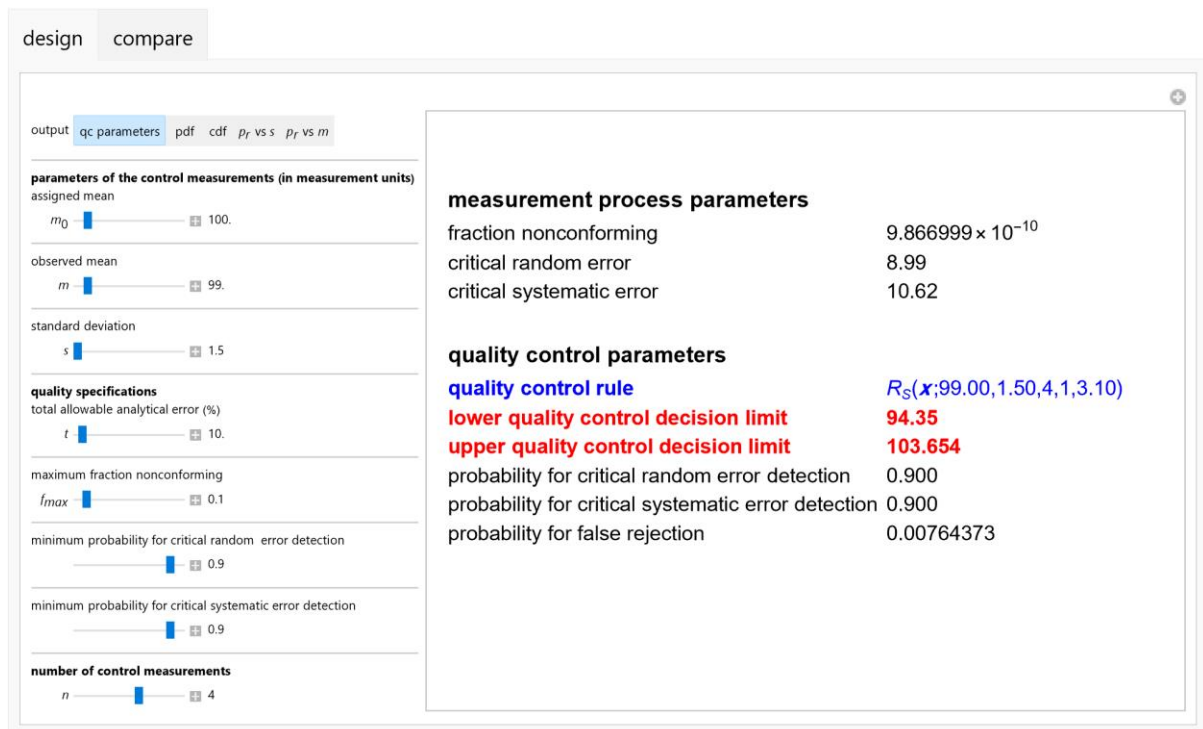 design compare
output qc parameters pdf cdf pr vs s pr vs m
parameters of the control measurements (in measurement units)
assigned mean
m0 100.
observed mean
m 99.
standard deviation
s 1.5
quality specifications
total allowable analytical error (%)
t 10.
maximum fraction nonconforming
fmax 0.1
minimum probability for critical random error detection
0.9
minimum probability for critical systematic error detection
0.9
number of control measurements
n 4
measurement process parameters
fraction nonconforming 9.866999 × 10⁻¹⁰
critical random error 8.99
critical systematic error 10.62
quality control parameters
quality control rule RS(x;99.00,1.50,4,1,3.10)
lower quality control decision limit 94.35
upper quality control decision limit 103.654
probability for critical random error detection 0.900
probability for critical systematic error detection 0.900
probability for false rejection 0.00764373